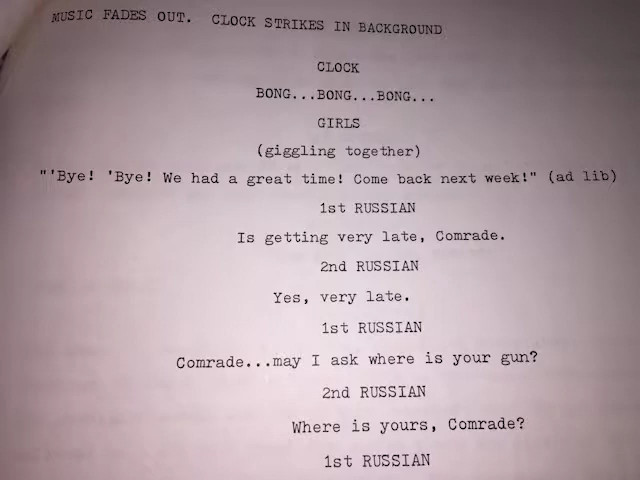 MUSIC FADES OUT. CLOCK STRIKES IN BACKGROUND
CLOCK
BONG...BONG...BONG...
GIRLS
(giggling together)
"'Bye! 'Bye! We had a great time! Come back next week!" (ad lib)
1st RUSSIAN
Is getting very late, Comrade.
2nd RUSSIAN
Yes, very late.
1st RUSSIAN
Comrade...may I ask where is your gun?
2nd RUSSIAN
Where is yours, Comrade?
1st RUSSIAN